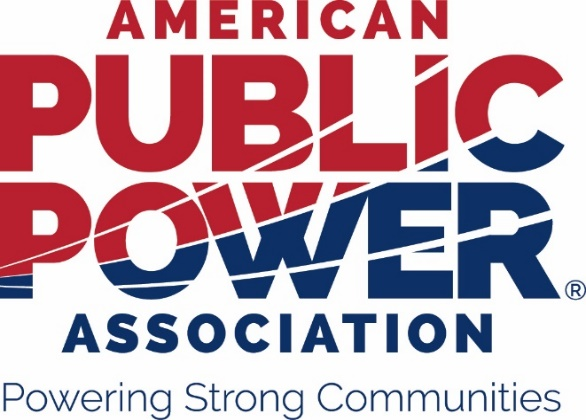 AMERICAN
PUBLIC
POWER
ASSOCIATION
Powering Strong Communities